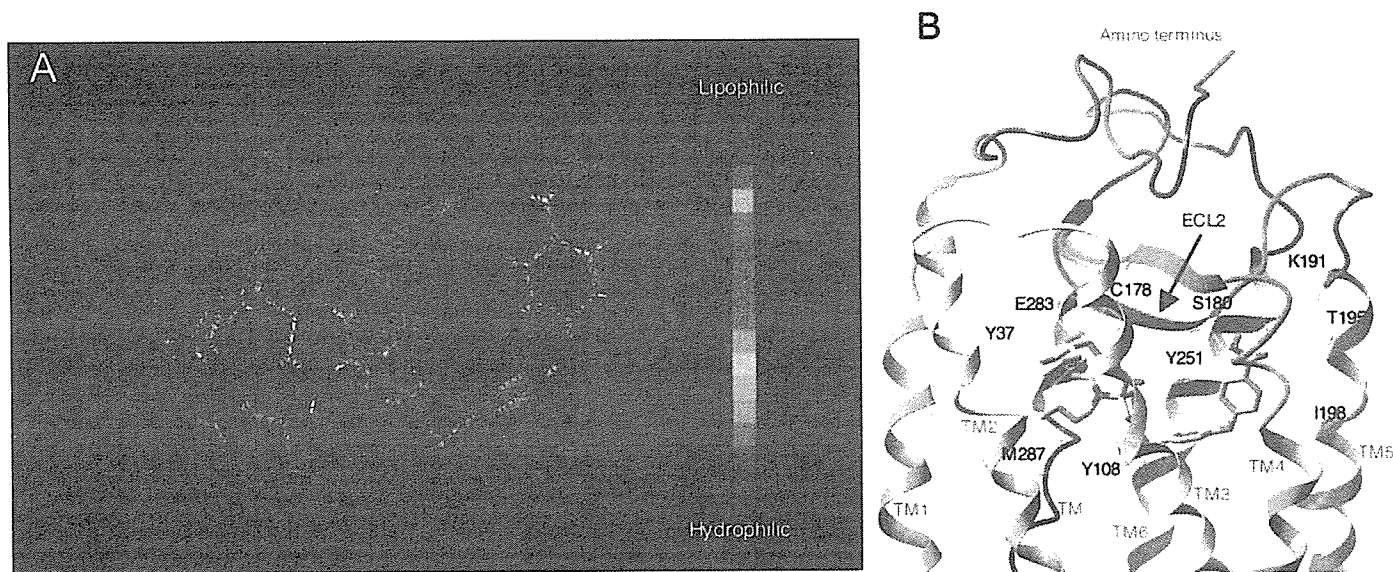 A
Lipophilic
Hydrophilic
B
Amino terminus
ECL2
K191
C178
S180
E283
T195
Y37
Y251
I198
TM2
M287
Y108
TM4
TM5
TM1
TM
TM3
TM6